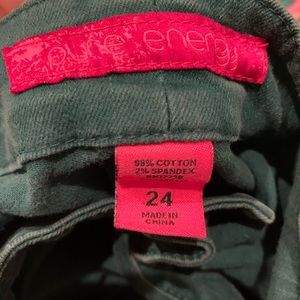 pure energy
98% COTTON
2% SPANDEX
24
MADE IN
CHINA